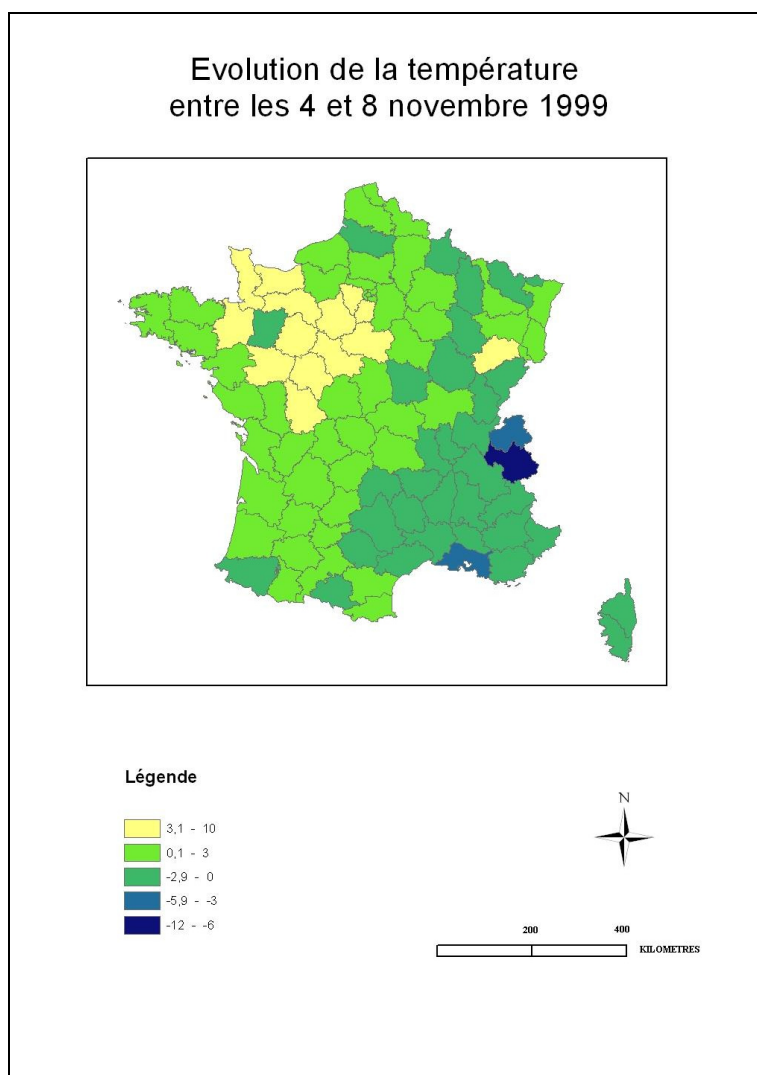 Evolution de la température
entre les 4 et 8 novembre 1999
Légende
3,1 - 10
0,1 - 3
-2,9 - 0
-5,9 - -3
-12 - -6
N
200 400
KILOMETRES